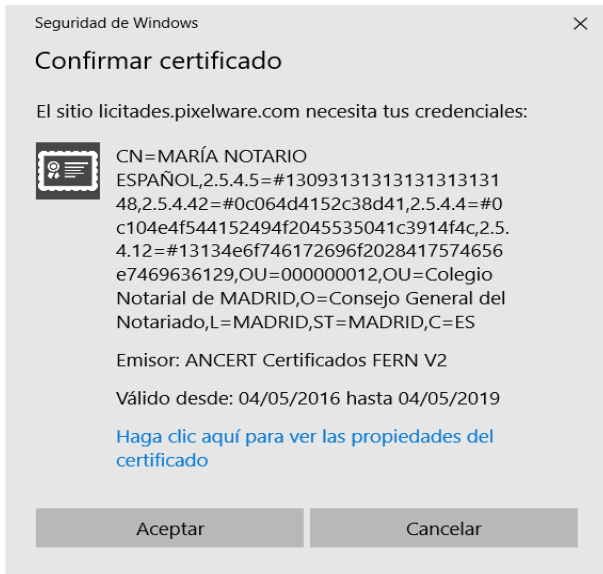 Seguridad de Windows
Confirmar certificado
El sitio licitades.pixelware.com necesita tus credenciales:
CN=MARÍA NOTARIO
ESPAÑOL,2.5.4.5=#13093131313131313131
48,2.5.4.42=#0c064d4152c38d41,2.5.4.4=#0
c104e4f544152494f2045535041c3914f4c,2.5.
4.12=#13134e6f746172696f2028417574656
e7469636129,OU=000000012,OU=Colegio
Notarial de MADRID,O=Consejo General del
Notariado,L=MADRID,ST=MADRID,C=ES
Emisor: ANCERT Certificados FERN V2
Válido desde: 04/05/2016 hasta 04/05/2019
Haga clic aquí para ver las propiedades del
certificado
Aceptar
Cancelar